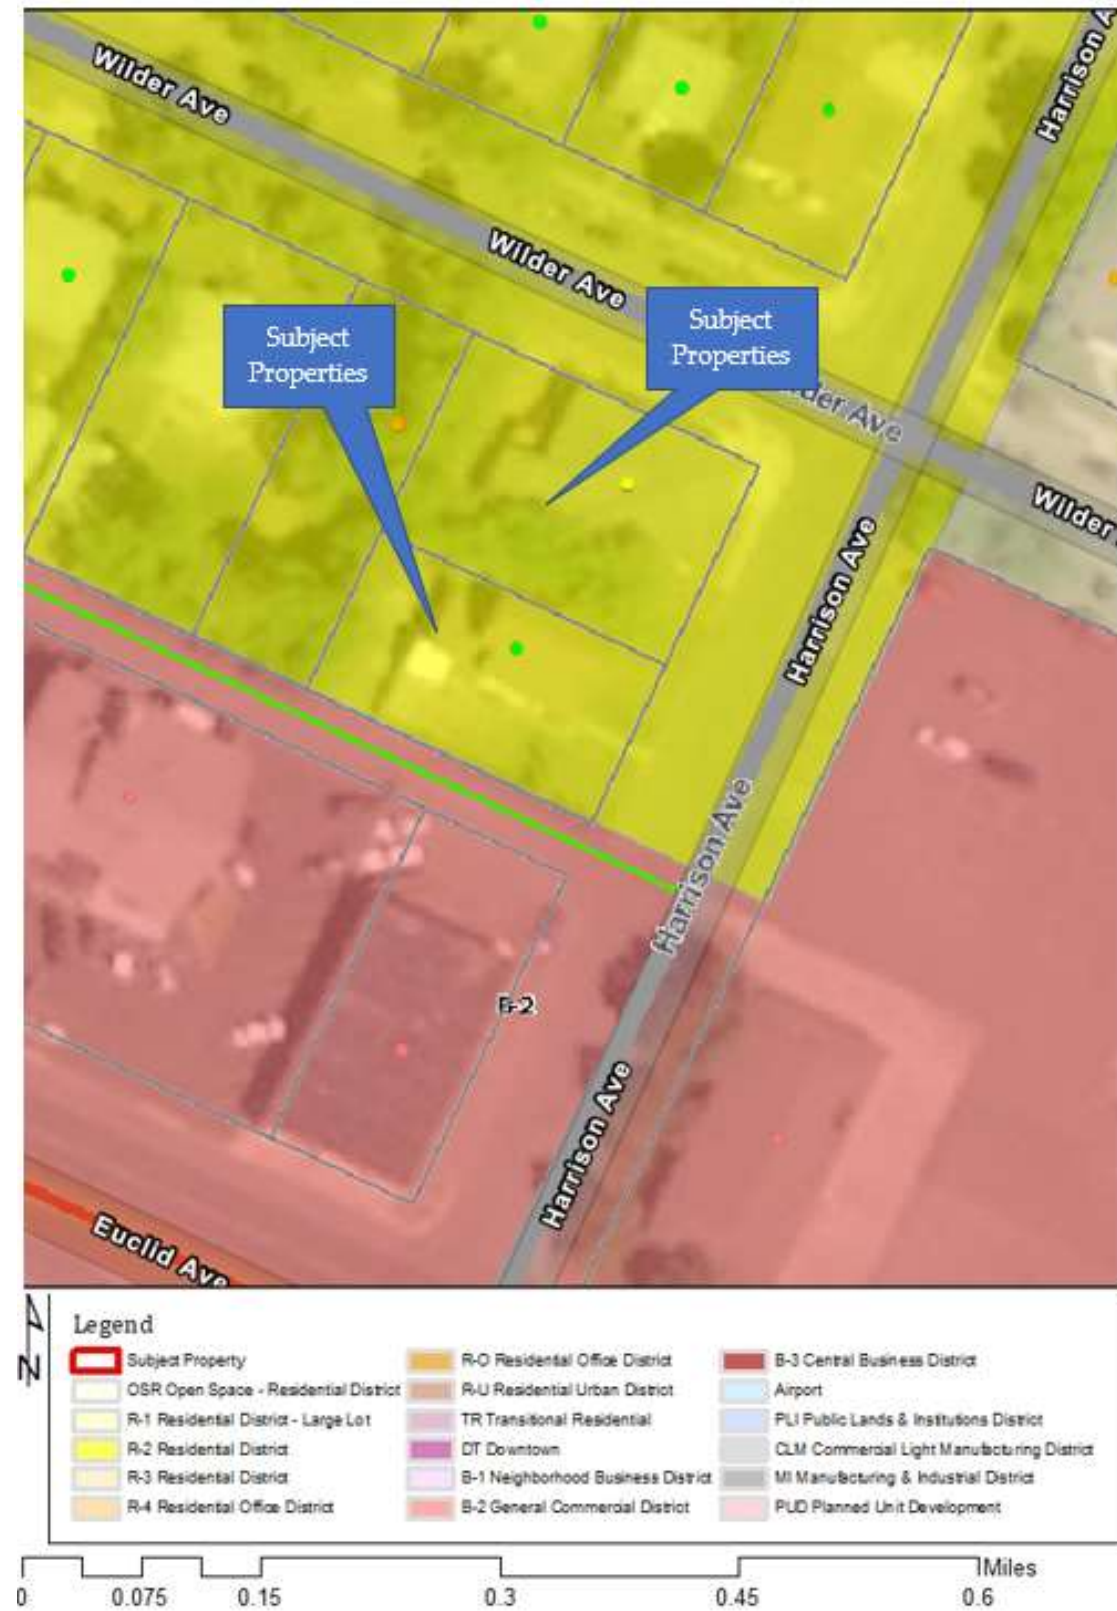 Wilder Ave
Harrison A
Wilder Ave
Subject
Properties
Subject
Properties
lder Ave
Wilder
Harrison Ave
Harrison Ave
B-2
Harrison Ave
Euclid Ave
N
Legend
Subject Property
OSR Open Space - Residential District
R-1 Residential District - Large Lot
R-2 Residential District
R-3 Residential District
R-4 Residential Office District
R-O Residential Office District
R-U Residential Urban District
TR Transitional Residential
DT Downtown
B-1 Neighborhood Business District
B-2 General Commercial District
B-3 Central Business District
Airport
PLI Public Lands & Institutions District
CLM Commercial Light Manufacturing District
MI Manufacturing & Industrial District
PUD Planned Unit Development
Miles
0 0.075 0.15 0.3 0.45 0.6